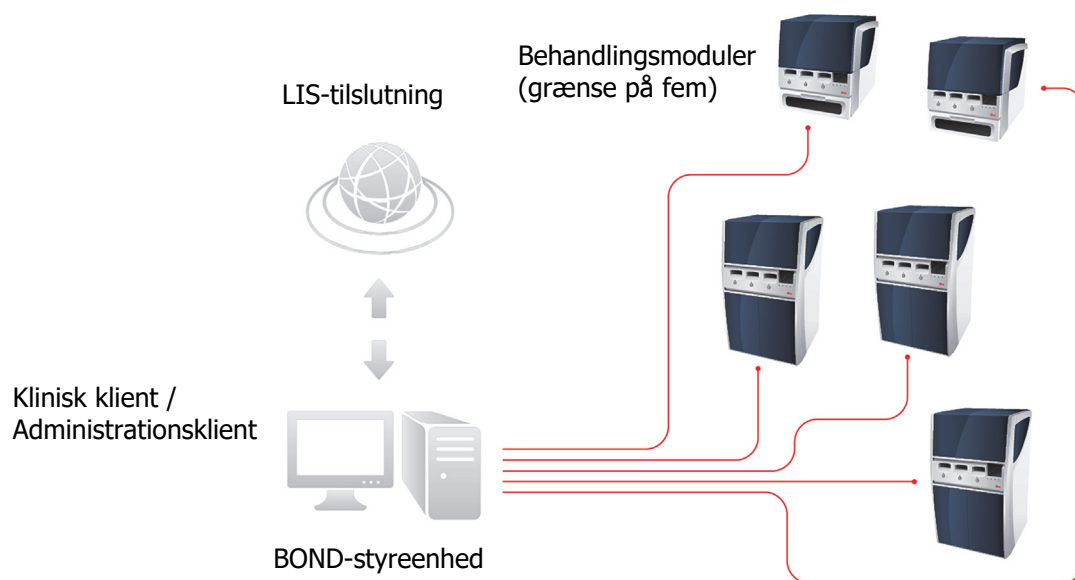 Behandlingsmoduler
(grænse på fem)
LIS-tilslutning
Klinisk klient /
Administrationsklient
BOND-styreenhed